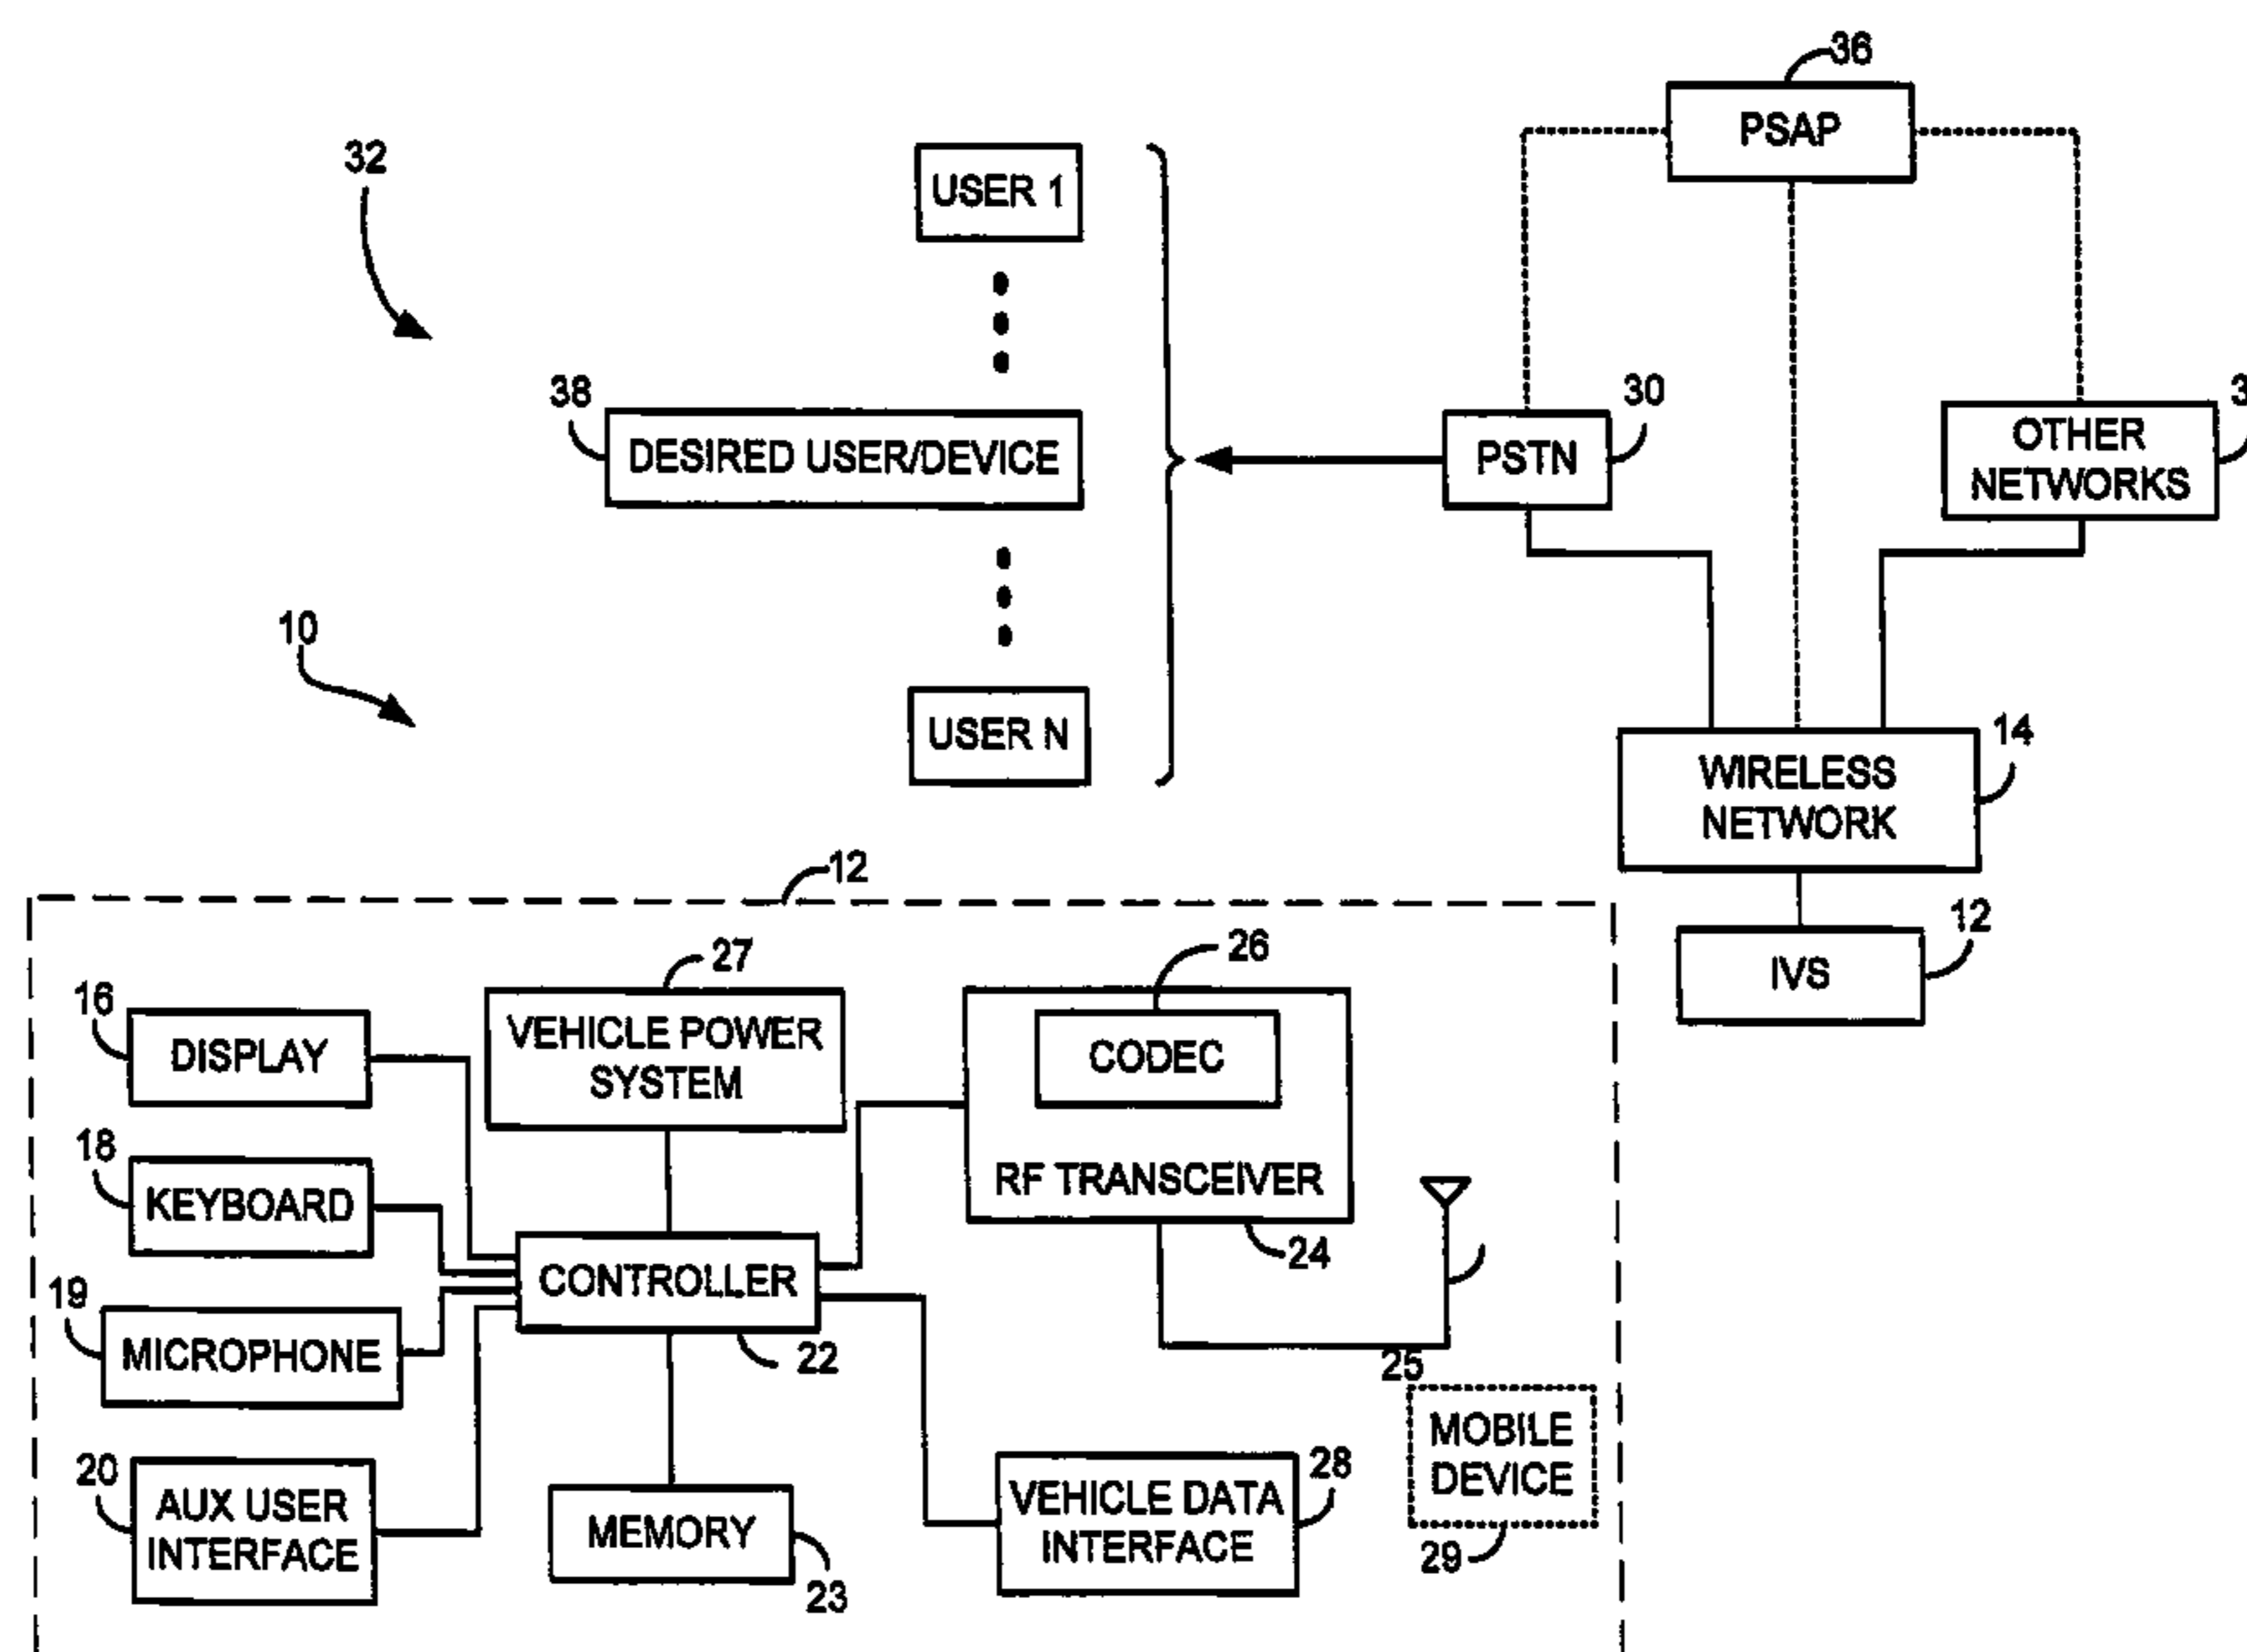 36
PSAP
32
USER 1
38
DESIRED USER/DEVICE
PSTN
30
OTHER
NETWORKS
3
10
USER N
WIRELESS
NETWORK
14
12
IVS
12
27
26
16
DISPLAY
VEHICLE POWER
SYSTEM
CODEC
18
KEYBOARD
RF TRANSCEIVER
24
CONTROLLER
22
19
MICROPHONE
25
MOBILE
DEVICE
29
20
AUX USER
INTERFACE
MEMORY
23
VEHICLE DATA
INTERFACE
28